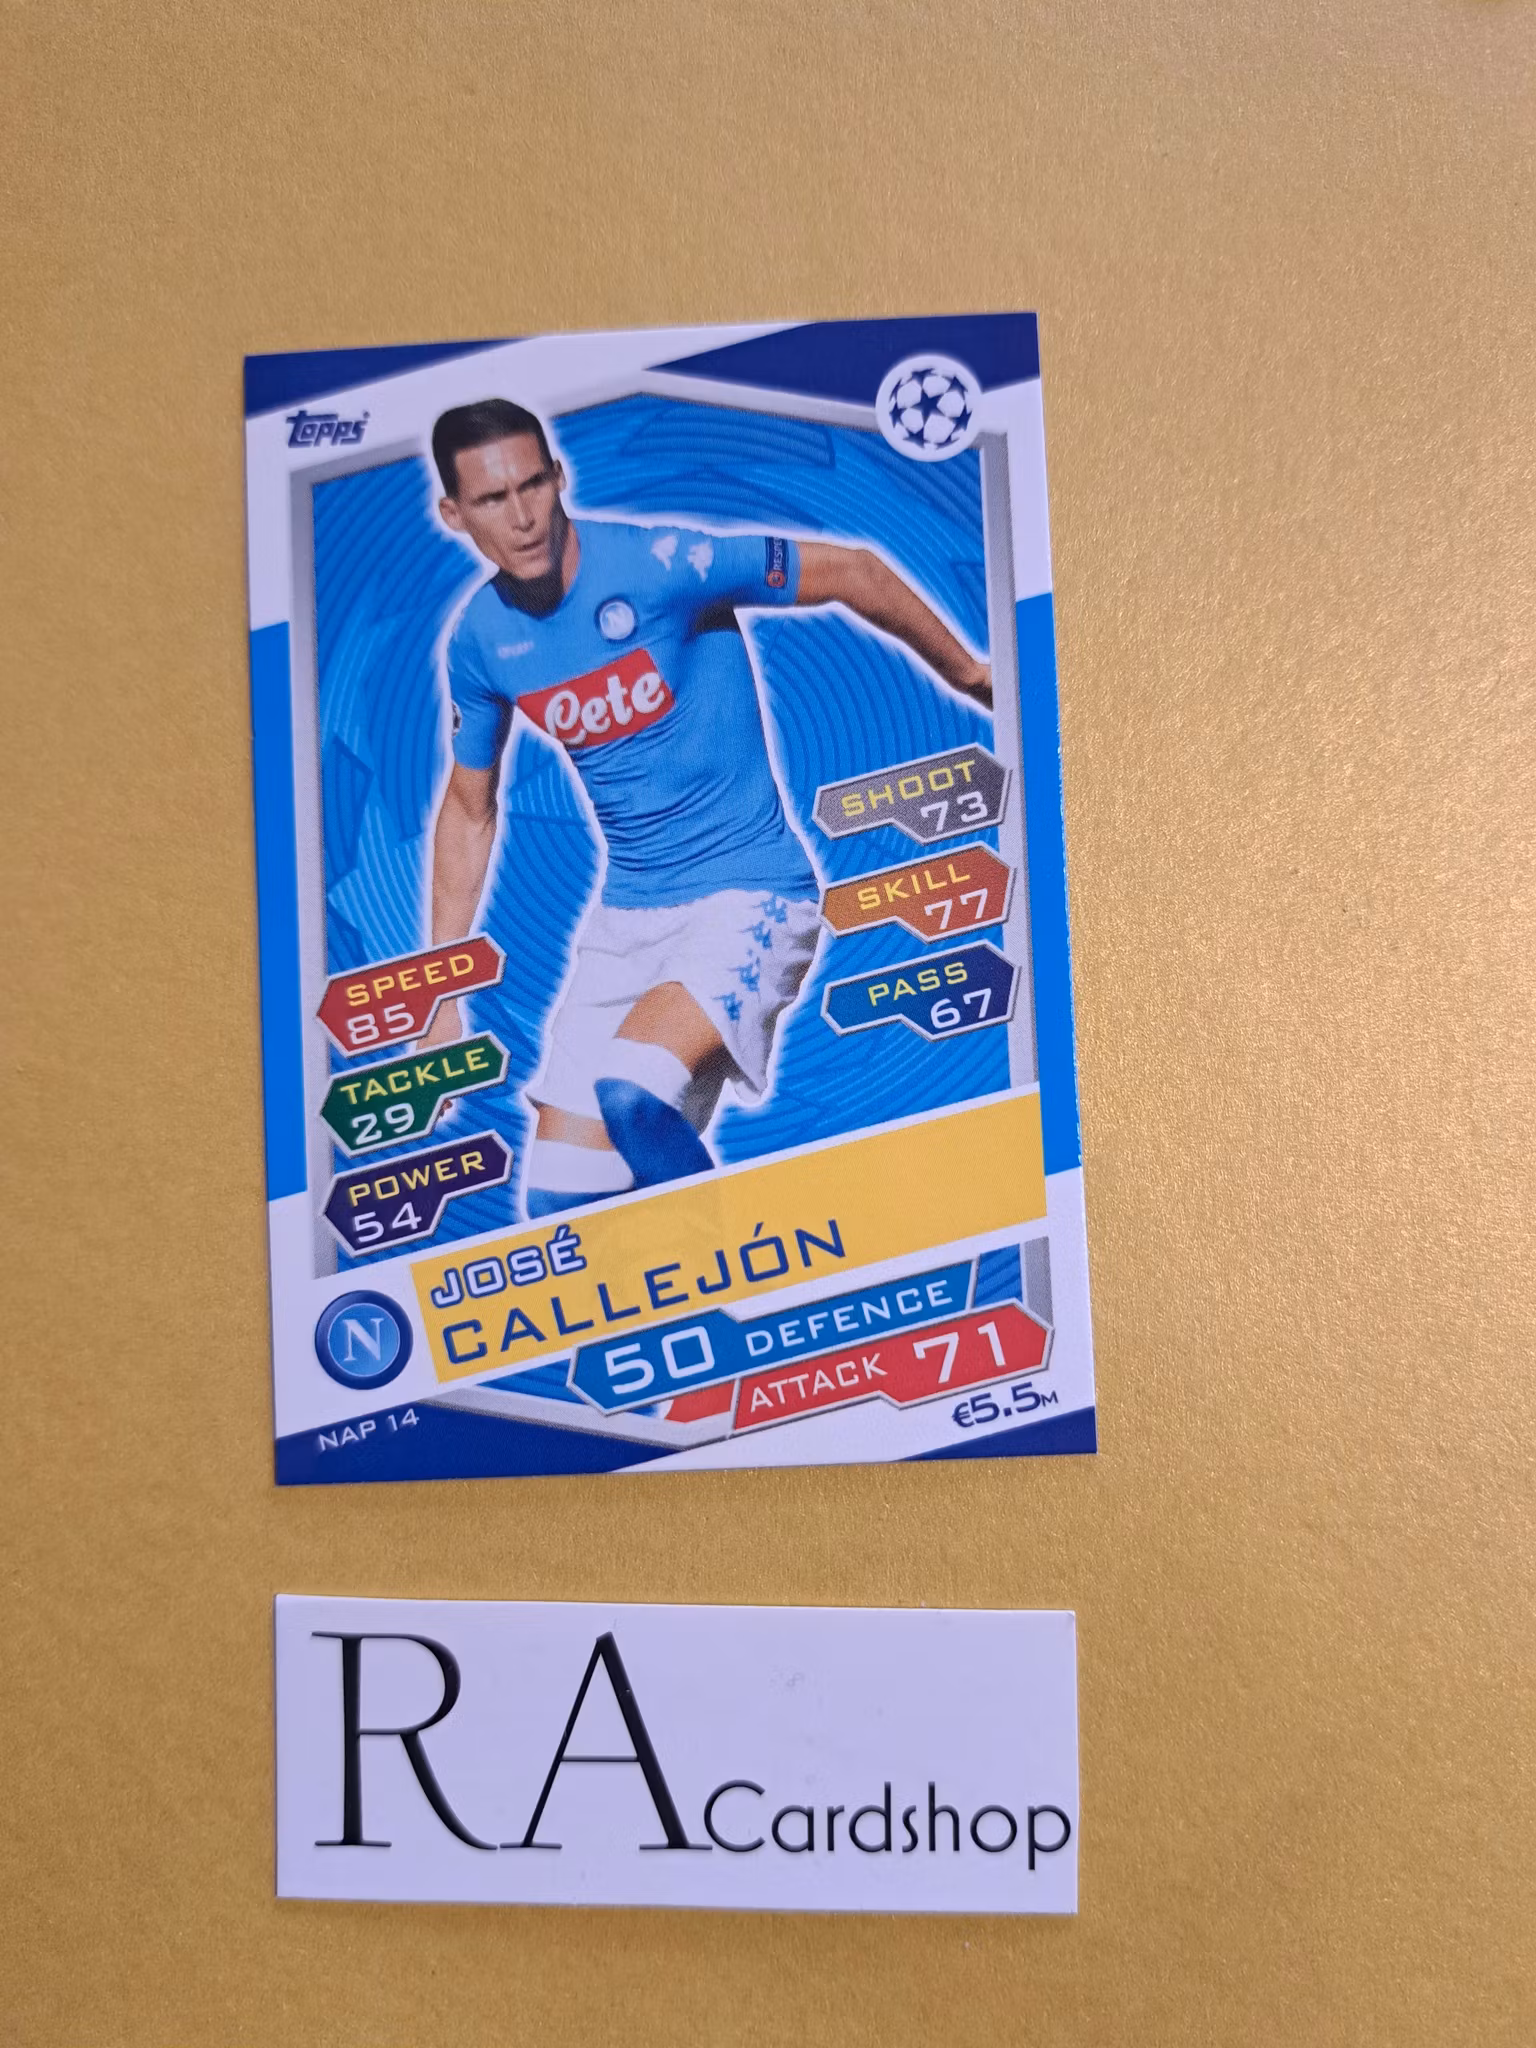 Topps
RESPECT
N
Lete
SHOOT
73
SKILL
77
PASS
67
SPEED
85
TACKLE
29
POWER
54
JOSÉ
CALLEJÓN
N
50 DEFENCE
ATTACK 71
€5.5M
NAP 14
RA Cardshop